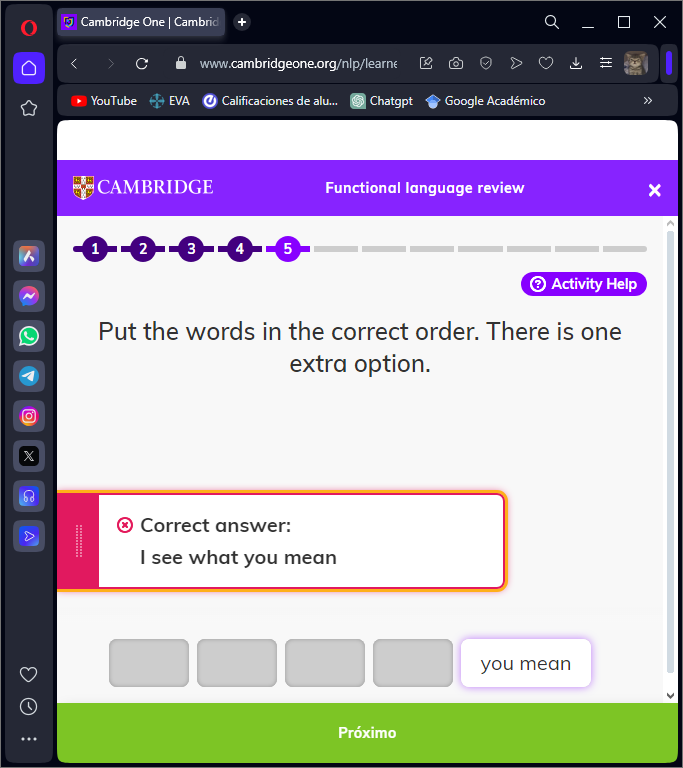 Cambridge One | Cambrid
www.cambridgeone.org/nlp/learne
YouTube EVA Calificaciones de alu... Chatgpt Google Académico »
CAMBRIDGE Functional language review
1 2 3 4 5
? Activity Help
Put the words in the correct order. There is one
extra option.
Correct answer:
I see what you mean
you mean
Próximo